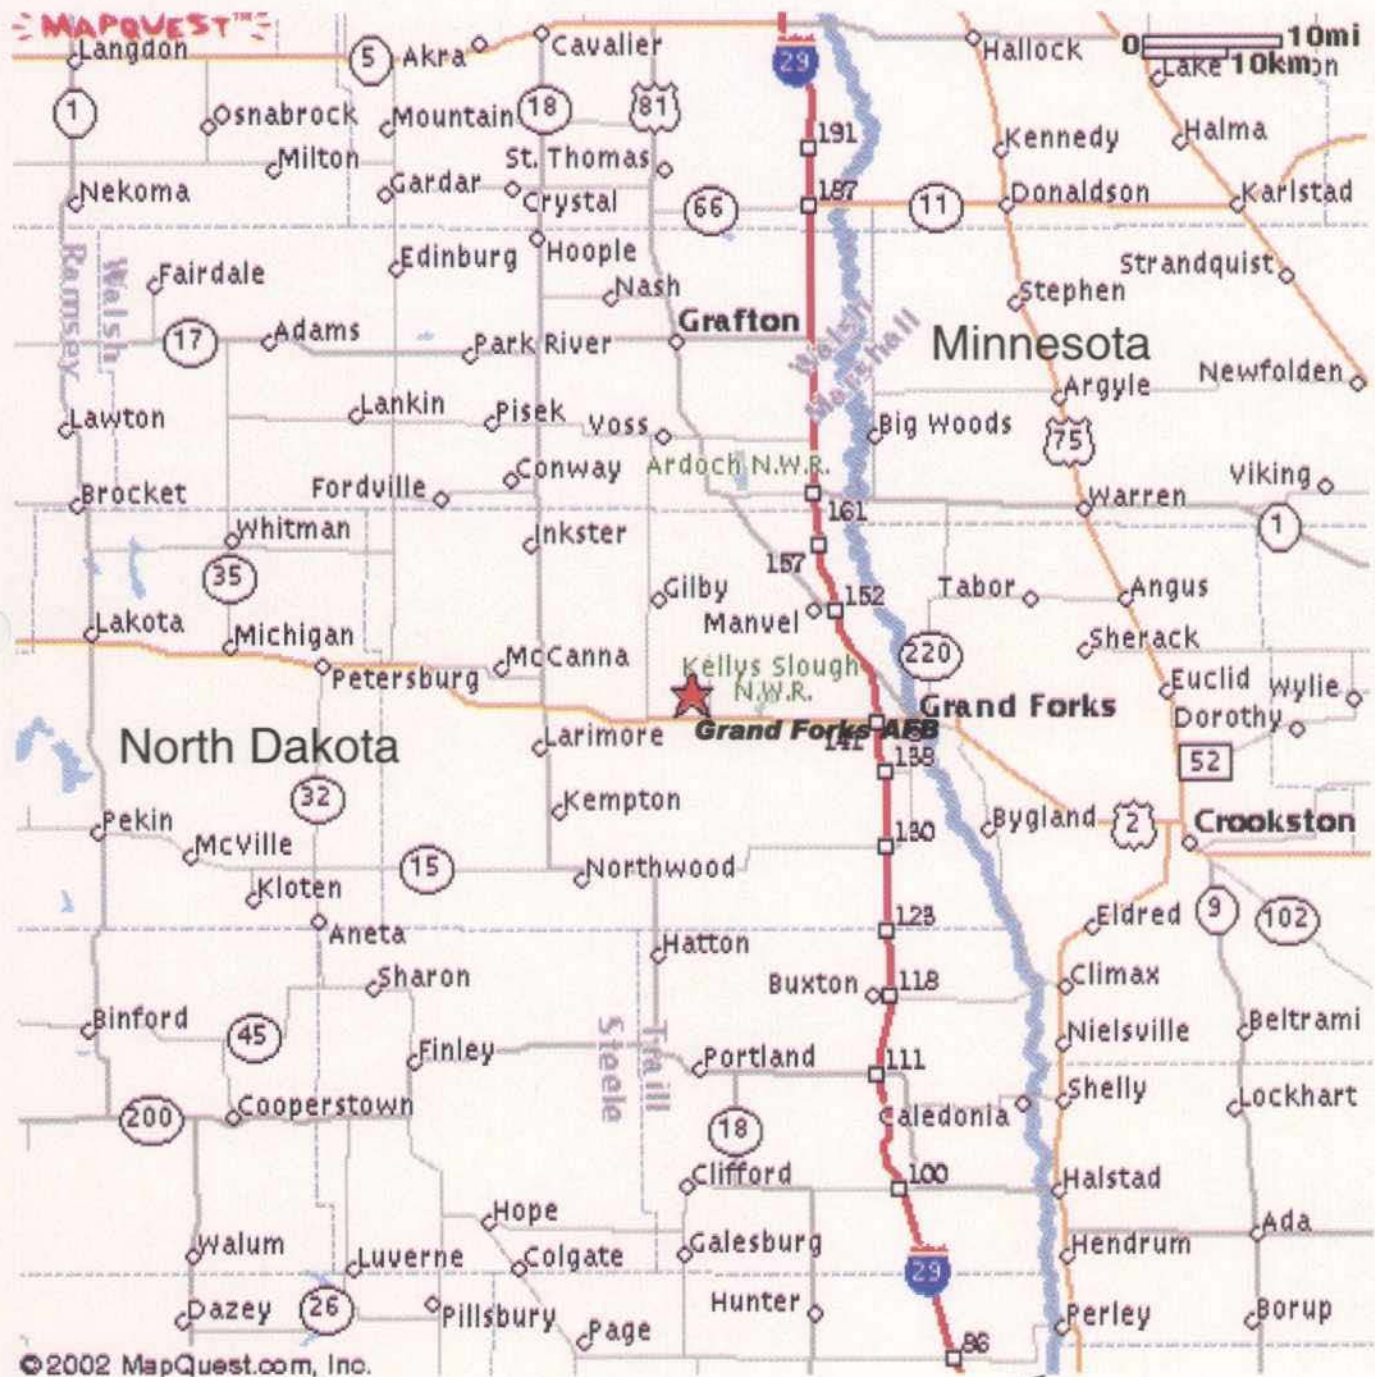 MAPQUEST™
Langdon
5
Akra
Cavalier
29
Hallock
0 10mi
10km
Lake
1
Osnabrock
Mountain
18
81
191
Kennedy
Halma
Milton
St. Thomas
Nekoma
Gardar
Crystal
66
187
11
Donaldson
Karlstad
Ramsey
Walsh
Fairdale
Edinburg
Hoople
Nash
Strandquist
Stephen
17
Adams
Park River
Grafton
Walsh
Marshall
Minnesota
Newfolden
Argyle
Lawton
Lankin
Pisek
Voss
Big Woods
75
Ardoch N.W.R.
Conway
Fordville
Viking
Brocket
Warren
161
1
Whitman
Inkster
157
35
Gilby
152
Tabor
Angus
Manvel
Lakota
Michigan
McCanna
Kellys Slough
N.W.R.
220
Sherack
Petersburg
Euclid
Wylie
Grand Forks
Dorothy
Grand Forks AFB
141
North Dakota
Larimore
138
52
32
Kempton
Pekin
McVille
130
Bygland
2
Crookston
15
Northwood
Kloten
9
102
Aneta
123
Eldred
Hatton
Sharon
Buxton
118
Climax
Binford
45
Steele
Traill
Nielsville
Beltrami
Finley
Portland
111
Shelly
Lockhart
200
Cooperstown
Caledonia
18
Clifford
100
Halstad
Hope
Ada
Walum
Luverne
Colgate
Galesburg
Hendrum
29
Dazey
26
Pillsbury
Hunter
Perley
Borup
Page
86
©2002 MapQuest.com, Inc.